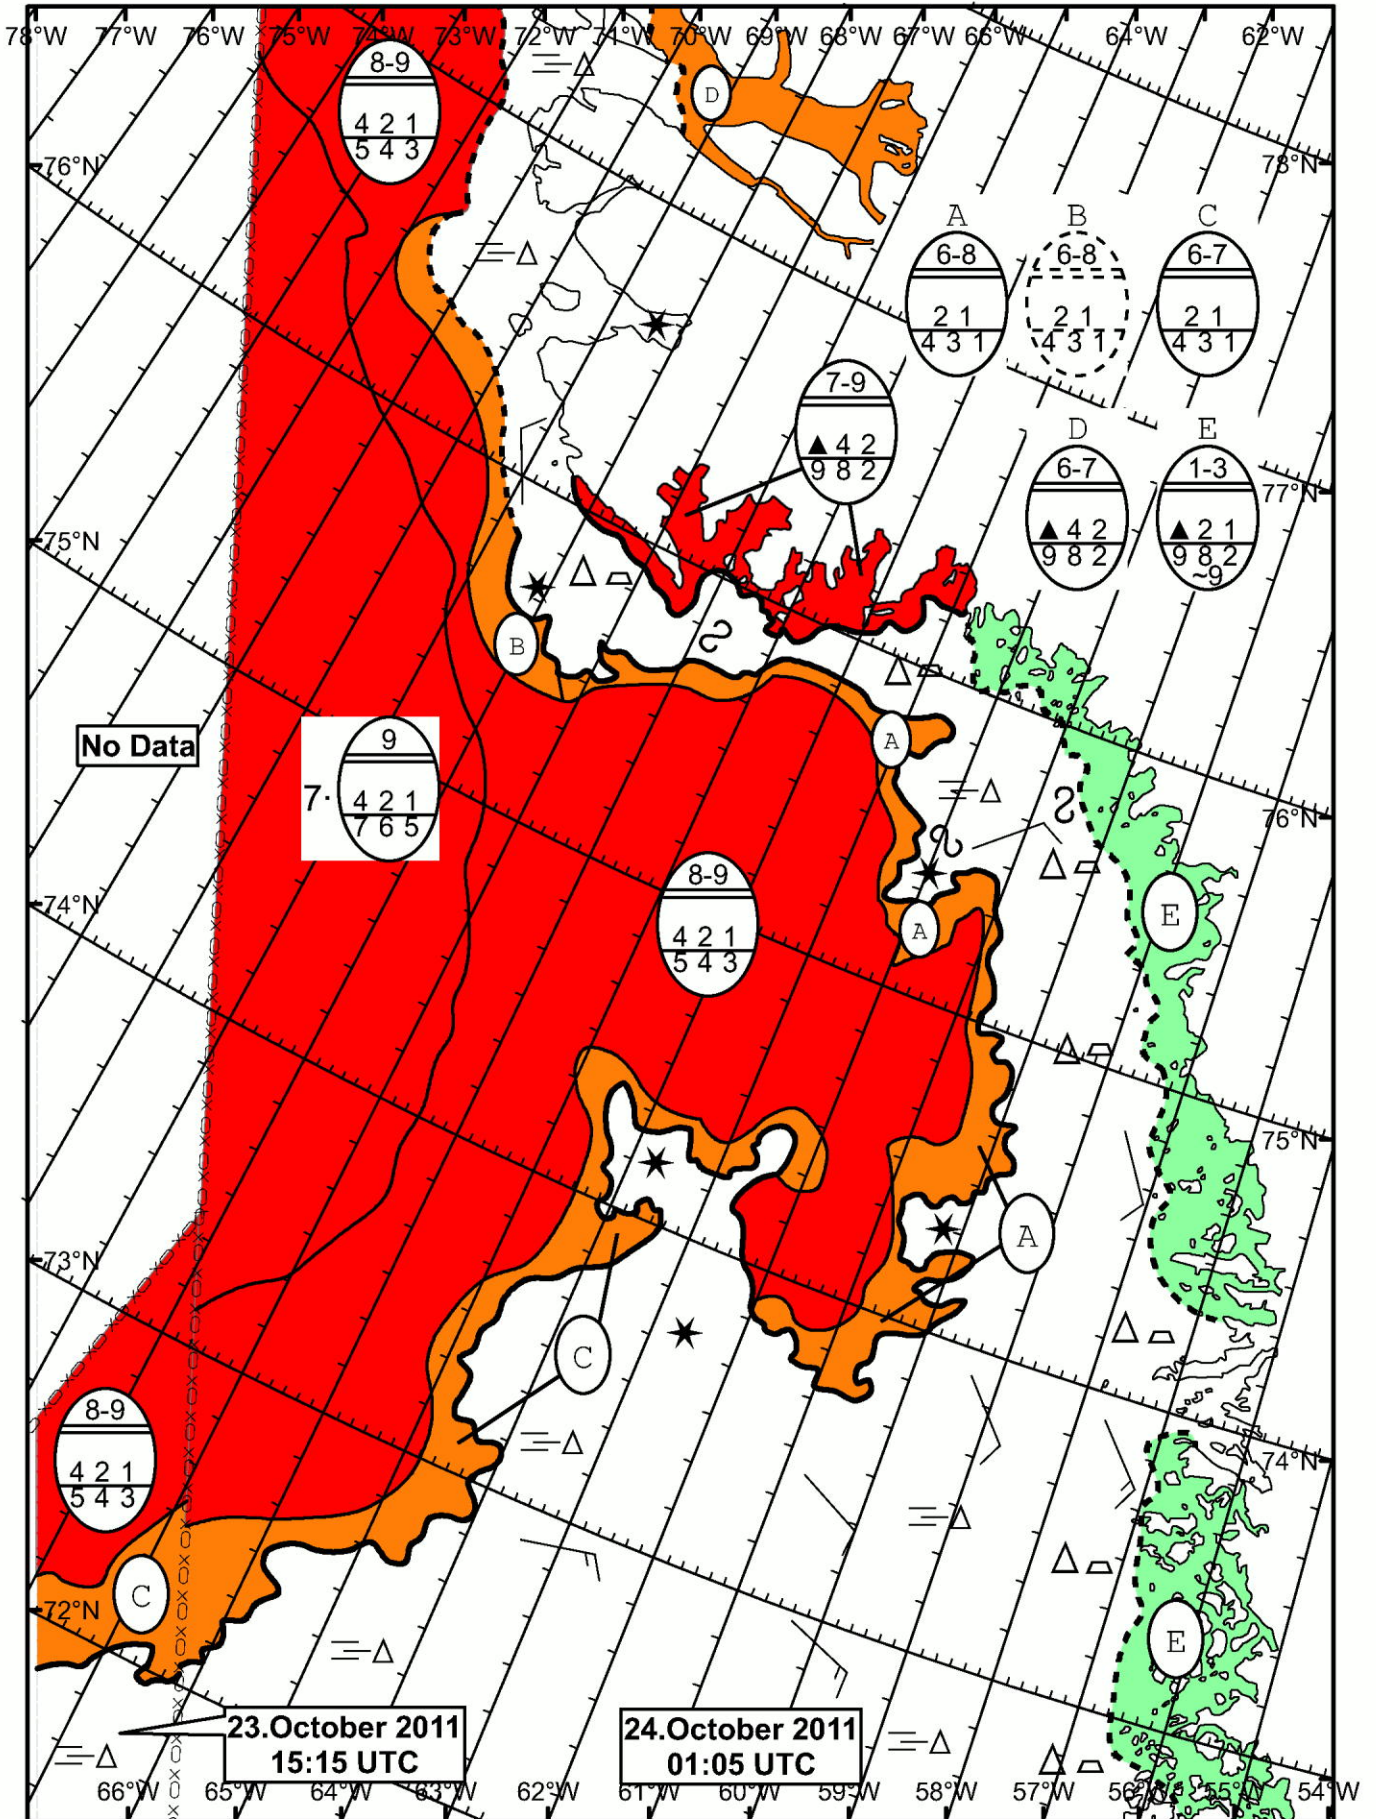 78°W 77°W 76°W 75°W 74°W 73°W 72°W 71°W 70°W 69°W 68°W 67°W 66°W 64°W 62°W
8-9
4 2 1
5 4 3
D
76°N
78°N
A B C
6-8 6-8 6-7
2 1 2 1 2 1
4 3 1 4 3 1 4 3 1
7-9
▲ 4 2
9 8 2
D E
6-7 1-3
▲ 4 2 ▲ 2 1
9 8 2 9 8 2
~9
77°N
75°N
B
No Data
9
7· 4 2 1
7 6 5
A
76°N
8-9
4 2 1
5 4 3
74°N
A
E
75°N
73°N
A
C
8-9
4 2 1
5 4 3
74°N
C
72°N
E
23.October 2011
15:15 UTC
24.October 2011
01:05 UTC
66°W 65°W 64°W 63°W 62°W 61°W 60°W 59°W 58°W 57°W 56°W 55°W 54°W